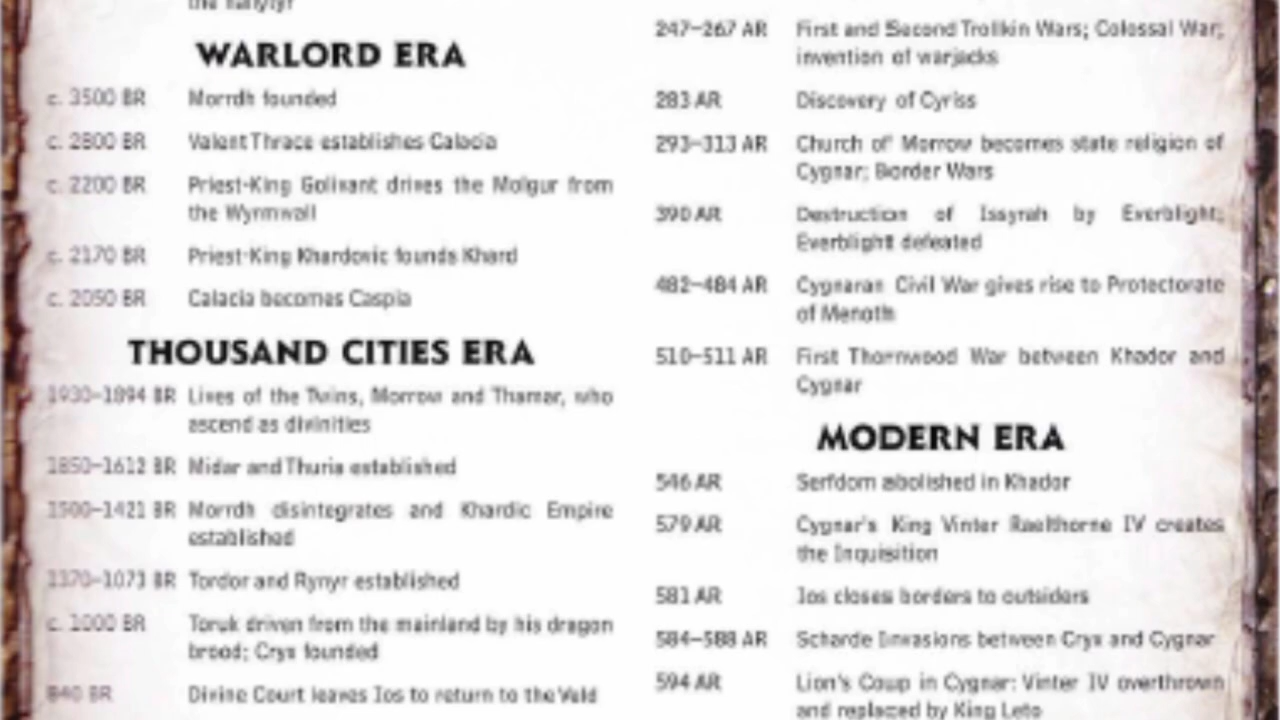 WARLORD ERA
c. 3500 BR Morrdh founded
c. 2800 BR Valent Thrace establishes Calacia
c. 2200 BR Priest-King Golivant drives the Molgur from
the Wyrmwall
c. 2170 BR Priest-King Khardovic founds Khard
c. 2050 BR Calacia becomes Caspia
THOUSAND CITIES ERA
1930–1894 BR Lives of the Twins, Morrow and Thamar, who
ascend as divinities
1850–1612 BR Midar and Thuria established
1500–1421 BR Morrdh disintegrates and Khardic Empire
established
1370–1073 BR Tordor and Rynyr established
c. 1000 BR Toruk driven from the mainland by his dragon
brood; Cryx founded
840 BR Divine Court leaves Ios to return to the Veld
247–267 AR First and Second Trollkin Wars; Colossal War;
invention of warjacks
283 AR Discovery of Cyriss
293–313 AR Church of Morrow becomes state religion of
Cygnar; Border Wars
390 AR Destruction of Issyrah by Everblight;
Everblight defeated
482–484 AR Cygnaran Civil War gives rise to Protectorate
of Menoth
510–511 AR First Thornwood War between Khador and
Cygnar
MODERN ERA
546 AR Serfdom abolished in Khador
579 AR Cygnar's King Vinter Raelthorne IV creates
the Inquisition
581 AR Ios closes borders to outsiders
584–588 AR Scharde Invasions between Cryx and Cygnar
594 AR Lion's Coup in Cygnar: Vinter IV overthrown
and replaced by King Leto